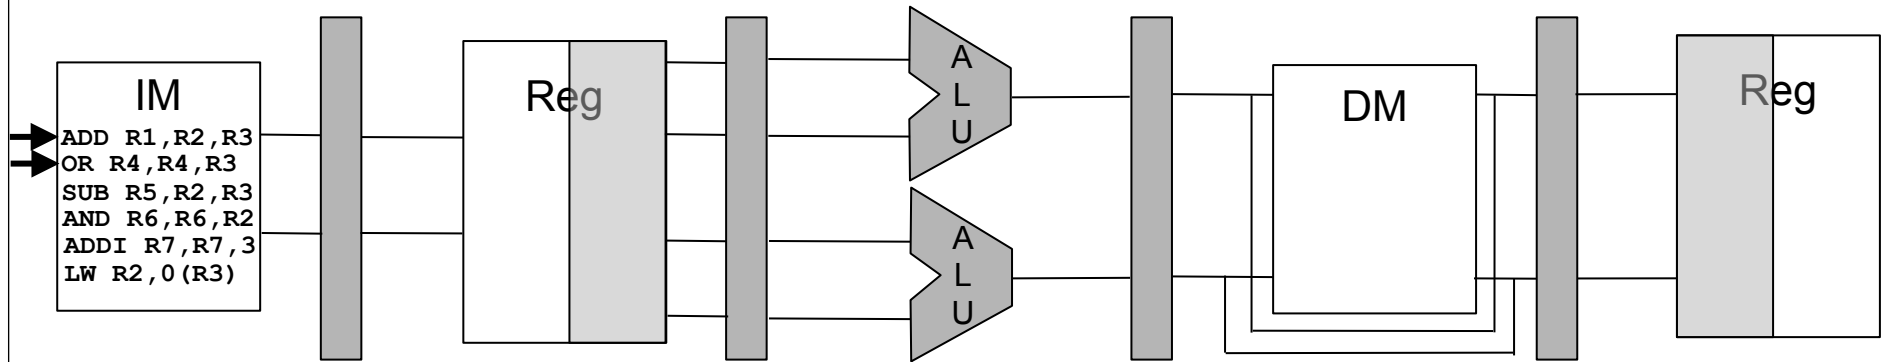 IM
ADD R1,R2,R3
OR R4,R4,R3
SUB R5,R2,R3
AND R6,R6,R2
ADDI R7,R7,3
LW R2,0(R3)
Reg
A
L
U
A
L
U
DM
Reg